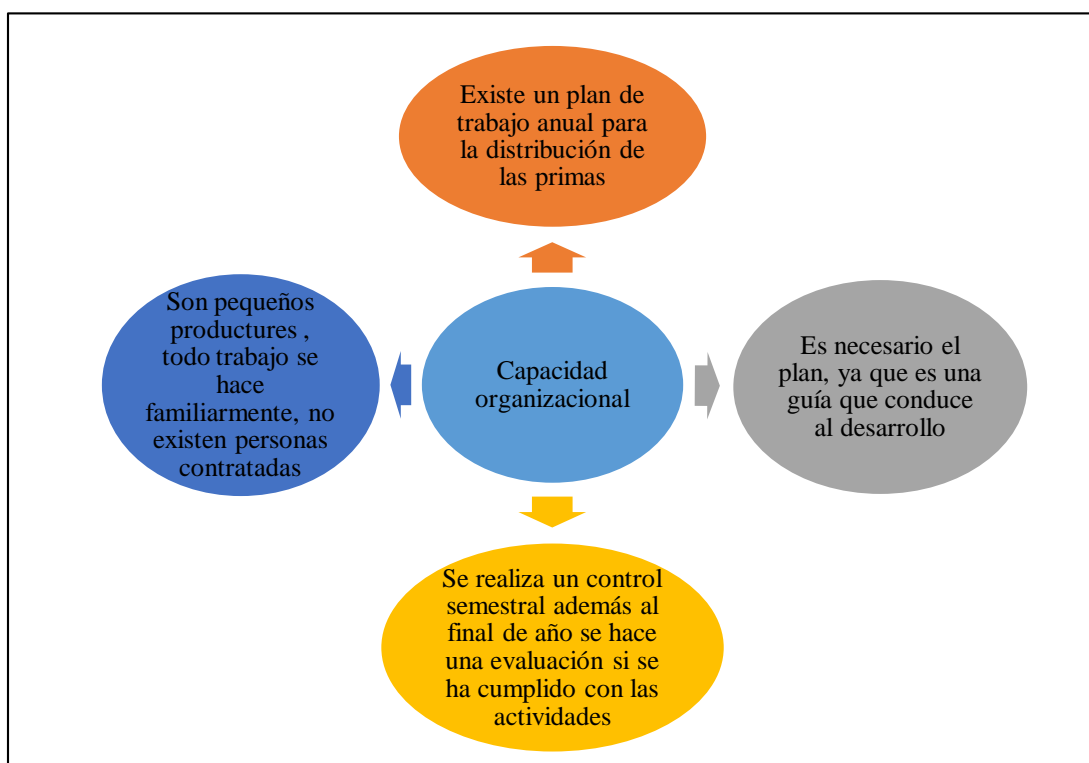 Existe un plan de
trabajo anual para
la distribución de
las primas
Son pequeños
productures ,
todo trabajo se
hace
familiarmente, no
existen personas
contratadas
Capacidad
organizacional
Es necesario el
plan, ya que es una
guía que conduce
al desarrollo
Se realiza un control
semestral además al
final de año se hace
una evaluación si se
ha cumplido con las
actividades